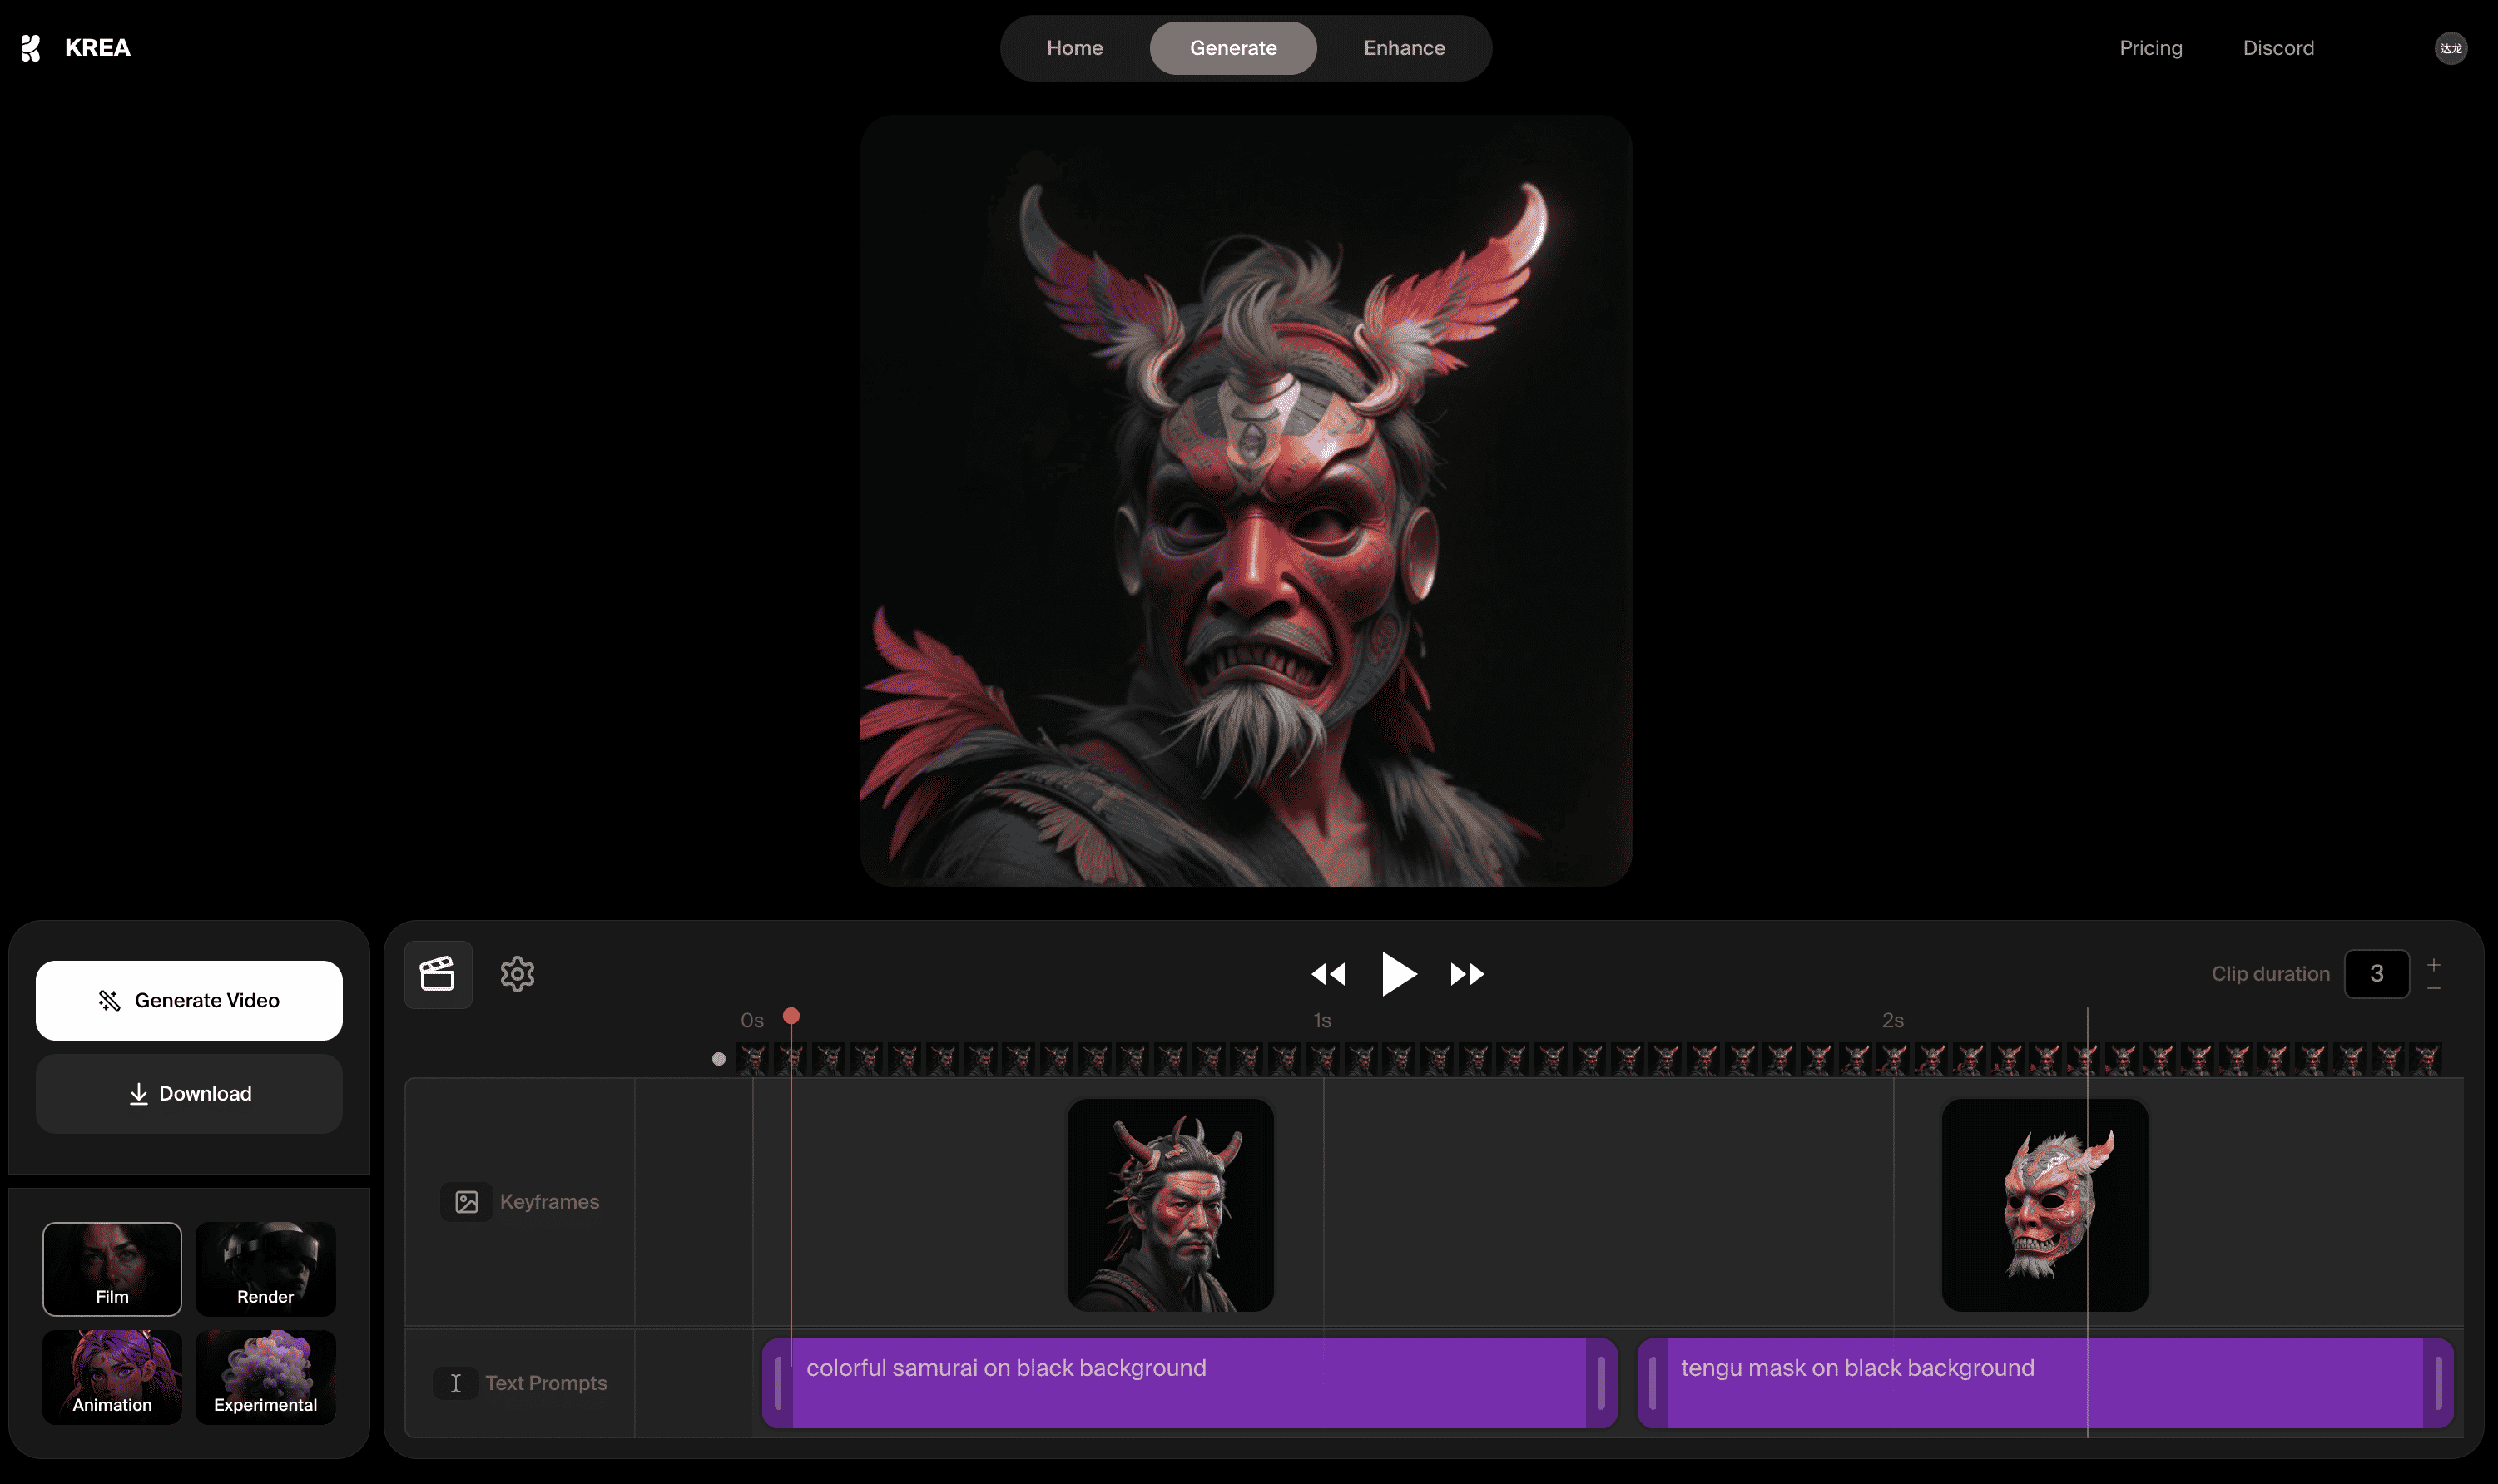 KREA
Home
Generate
Enhance
Pricing
Discord
达龙
Generate Video
Download
Film
Render
Animation
Experimental
Clip duration
3
0s
1s
2s
Keyframes
Text Prompts
colorful samurai on black background
tengu mask on black background